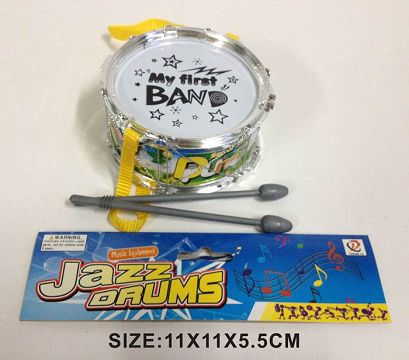 My first
BAND
WARNING:
Music Equipment
Jazz
DRUMS
SIZE:11X11X5.5CM